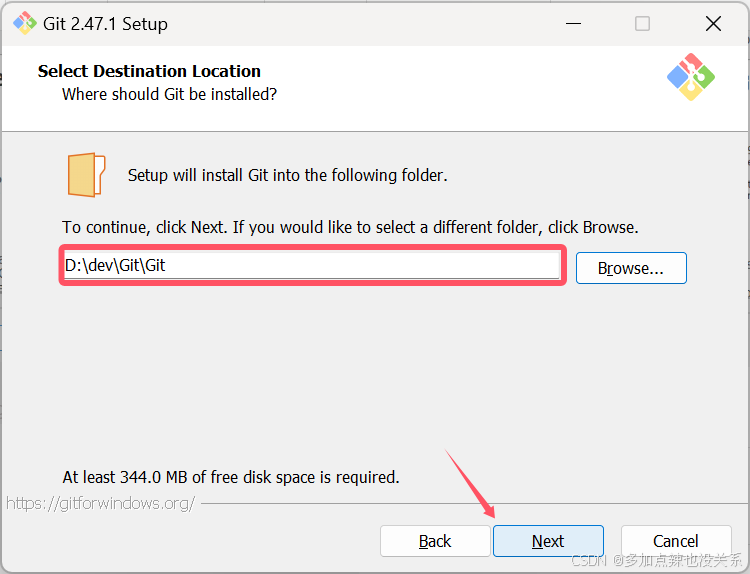 Git 2.47.1 Setup
Select Destination Location
Where should Git be installed?
Setup will install Git into the following folder.
To continue, click Next. If you would like to select a different folder, click Browse.
D:\dev\Git\Git
Browse...
At least 344.0 MB of free disk space is required.
https://gitforwindows.org/
Back
Next
Cancel
CSDN @多加点辣也没关系